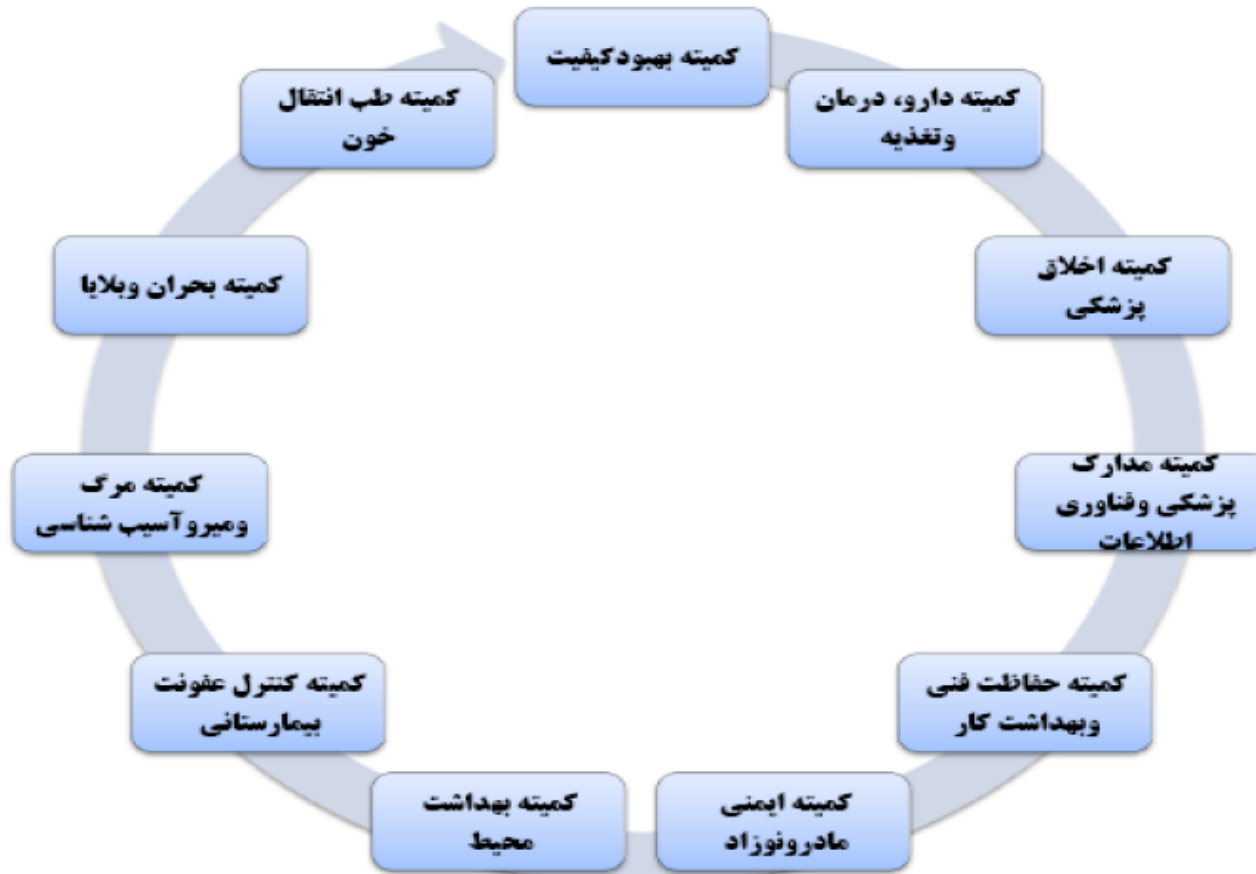 کمیته بهبودکیفیت
کمیته دارو، درمان
وتغذیه
کمیته اخلاق
پزشکی
کمیته مدارک
پزشکی وفناوری
اطلاعات
کمیته حفاظت فنی
وبهداشت کار
کمیته ایمنی
مادرونوزاد
کمیته بهداشت
محیط
کمیته کنترل عفونت
بیمارستانی
کمیته مرگ
ومیروآسیب شناسی
کمیته بحران وبلایا
کمیته طب انتقال
خون